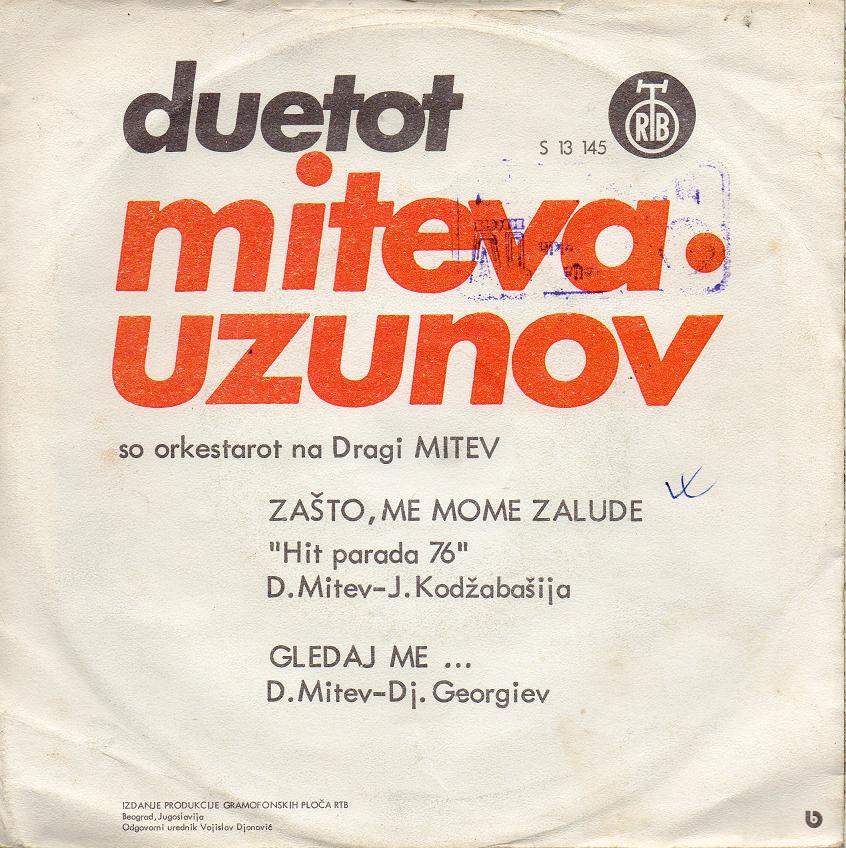 duetot
S 13 145
RTB
miteva.
uzunov
so orkestarot na Dragi MITEV
ZAŠTO, ME MOME ZALUDE
"Hit parada 76"
D.Mitev-J.Kodžabašija
GLEDAJ ME ...
D.Mitev-Dj.Georgiev
IZDANJE PRODUKCIJE GRAMOFONSKIH PLOČA RTB
Beograd, Jugoslavija
Odgovorni urednik Vojislav Djonović
b